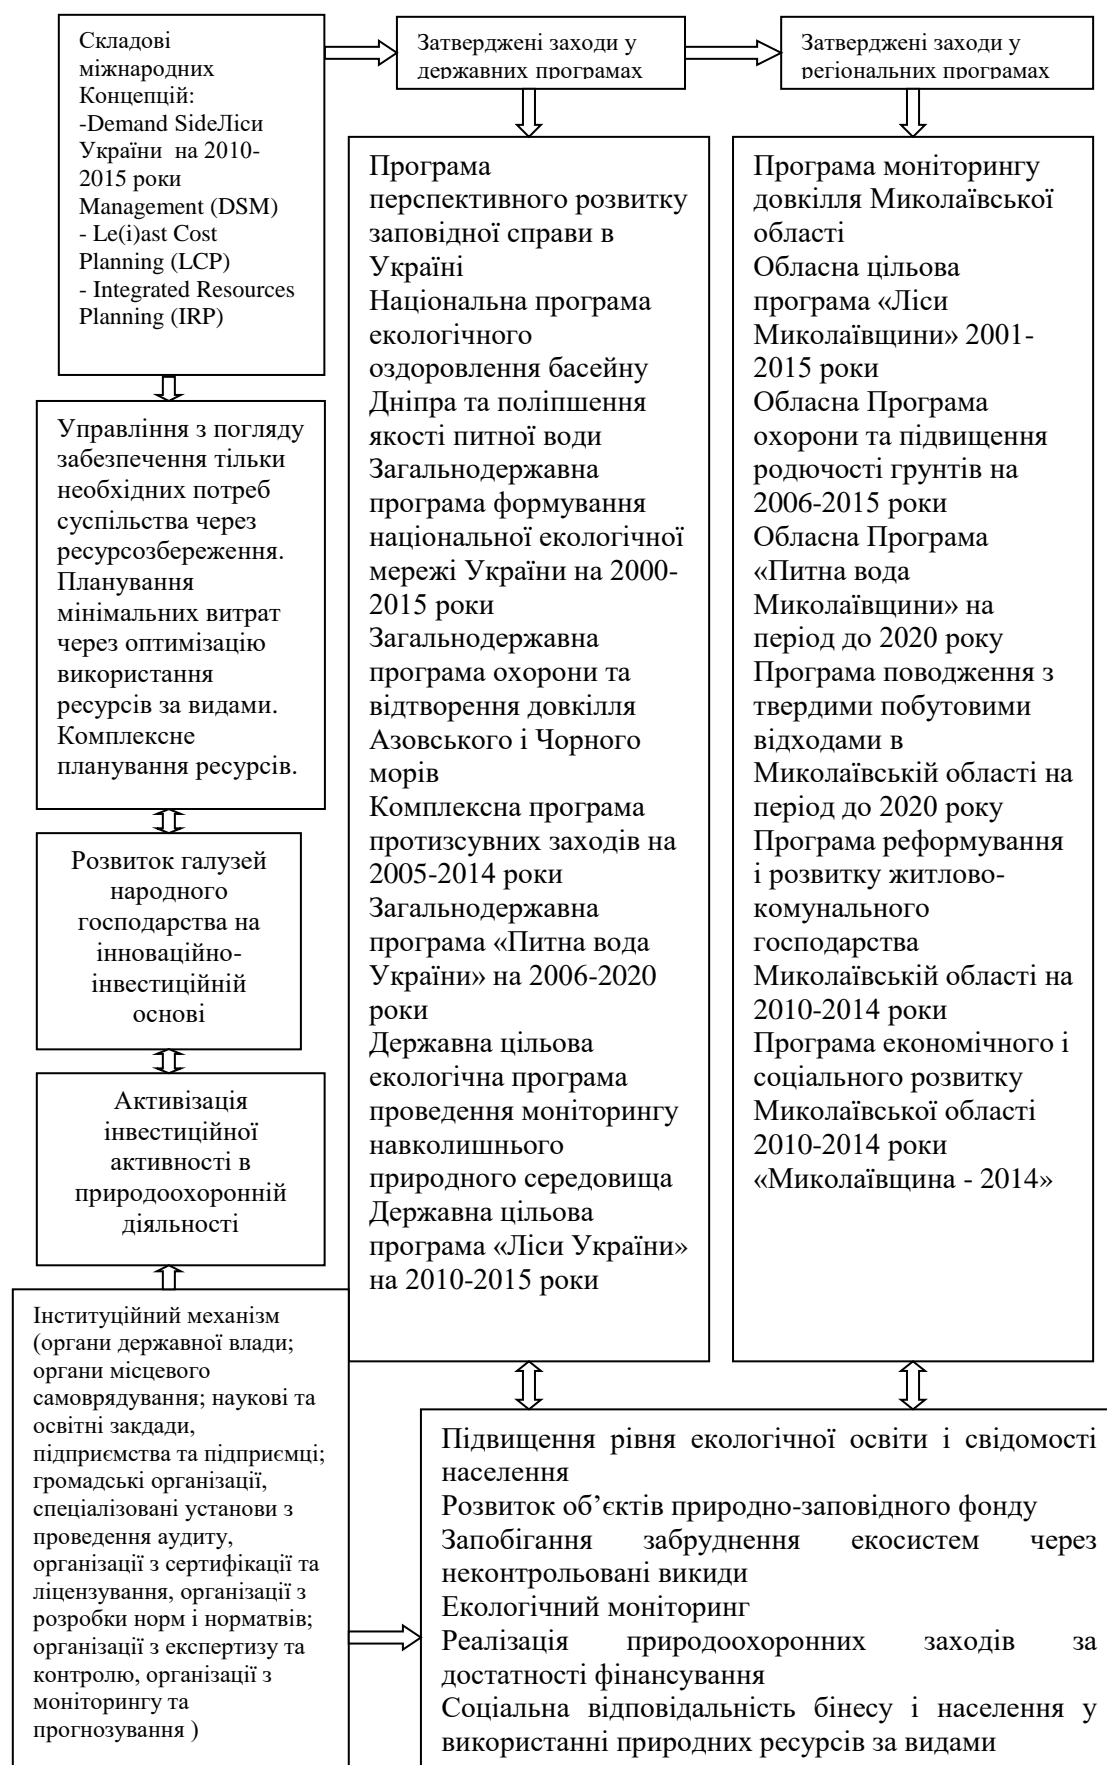 Складові
міжнародних
Концепцій:
-Demand SideЛіси
України на 2010-
2015 роки
Management (DSM)
- Le(i)ast Cost
Planning (LCP)
- Integrated Resources
Planning (IRP)
Затверджені заходи у
державних програмах
Затверджені заходи у
регіональних програмах
Управління з погляду
забезпечення тільки
необхідних потреб
суспільства через
ресурсозбереження.
Планування
мінімальних витрат
через оптимізацію
використання
ресурсів за видами.
Комплексне
планування ресурсів.
Розвиток галузей
народного
господарства на
інноваційно-
інвестиційній
основі
Активізація
інвестиційної
активності в
природоохоронній
діяльності
Інституційний механізм
(органи державної влади;
органи місцевого
самоврядування; наукові та
освітні закдади,
підприємства та підприємці;
громадські організації,
спеціалізовані установи з
проведення аудиту,
організації з сертифікації та
ліцензування, організації з
розробки норм і норматвів;
організації з експертизу та
контролю, організації з
моніторингу та
прогнозування )
Програма
перспективного розвитку
заповідної справи в
Україні
Національна програма
екологічного
оздоровлення басейну
Дніпра та поліпшення
якості питної води
Загальнодержавна
програма формування
національної екологічної
мережі України на 2000-
2015 роки
Загальнодержавна
програма охорони та
відтворення довкілля
Азовського і Чорного
морів
Комплексна програма
протизсувних заходів на
2005-2014 роки
Загальнодержавна
програма «Питна вода
України» на 2006-2020
роки
Державна цільова
екологічна програма
проведення моніторингу
навколишнього
природного середовища
Державна цільова
програма «Ліси України»
на 2010-2015 роки
Програма моніторингу
довкілля Миколаївської
області
Обласна цільова
програма «Ліси
Миколаївщини» 2001-
2015 роки
Обласна Програма
охорони та підвищення
родючості грунтів на
2006-2015 роки
Обласна Програма
«Питна вода
Миколаївщини» на
період до 2020 року
Програма поводження з
твердими побутовими
відходами в
Миколаївській області на
період до 2020 року
Програма реформування
і розвитку житлово-
комунального
господарства
Миколаївській області на
2010-2014 роки
Програма економічного і
соціального розвитку
Миколаївської області
2010-2014 роки
«Миколаївщина - 2014»
Підвищення рівня екологічної освіти і свідомості
населення
Розвиток об’єктів природно-заповідного фонду
Запобігання забруднення екосистем через
неконтрольовані викиди
Екологічний моніторинг
Реалізація природоохоронних заходів за
достатності фінансування
Соціальна відповідальність бінесу і населення у
використанні природних ресурсів за видами